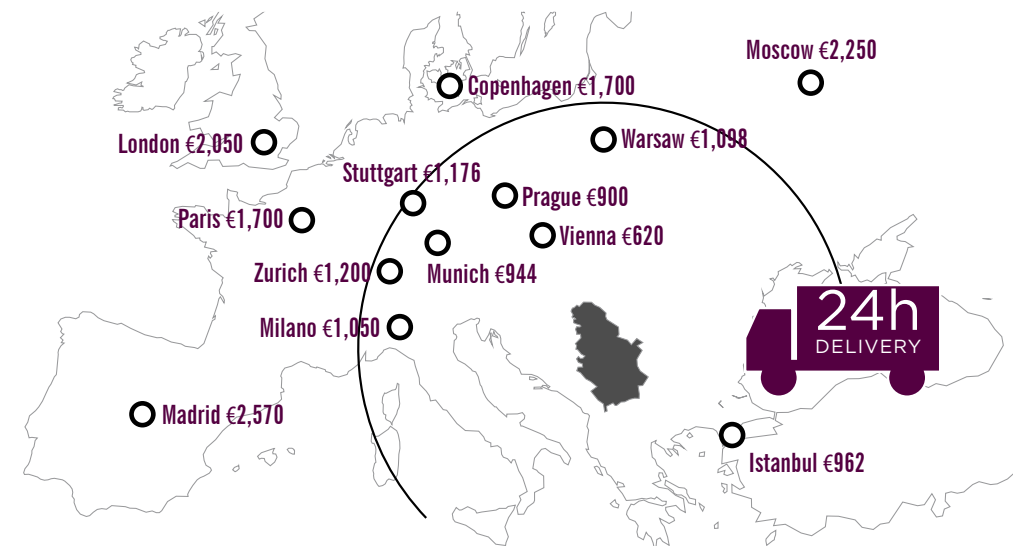 Moscow €2,250
Copenhagen €1,700
London €2,050
Warsaw €1,098
Stuttgart €1,176
Prague €900
Paris €1,700
Vienna €620
Zurich €1,200
Munich €944
24h
DELIVERY
Milano €1,050
Madrid €2,570
Istanbul €962